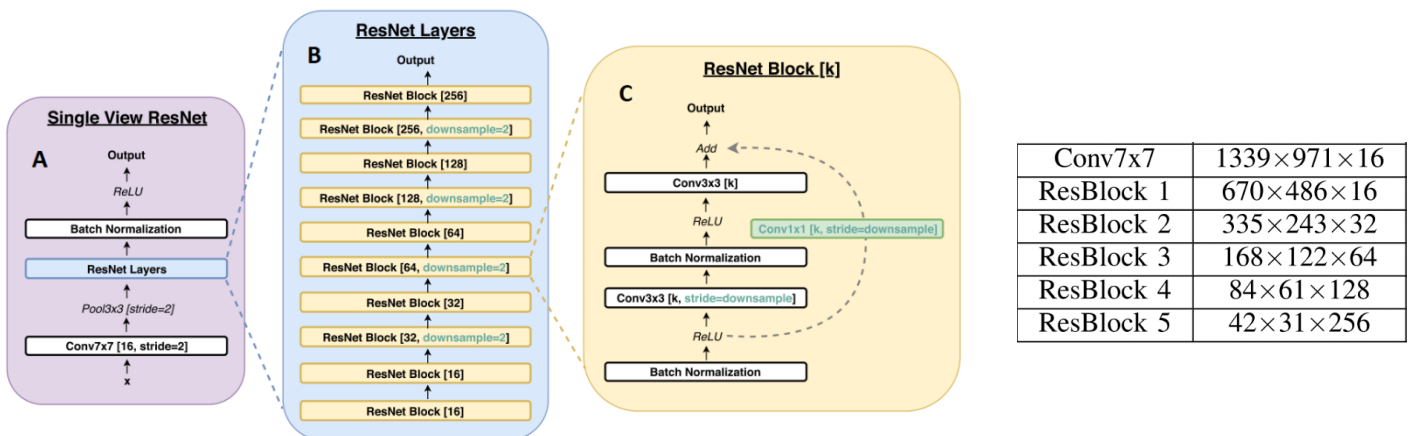 Single View ResNet
A
Output
ReLU
Batch Normalization
ResNet Layers
Pool3x3 [stride=2]
Conv7x7 [16, stride=2]
x
ResNet Layers
B
Output
ResNet Block [256]
ResNet Block [256, downsample=2]
ResNet Block [128]
ResNet Block [128, downsample=2]
ResNet Block [64]
ResNet Block [64, downsample=2]
ResNet Block [32]
ResNet Block [32, downsample=2]
ResNet Block [16]
ResNet Block [16]
ResNet Block [k]
C
Output
Add
Conv3x3 [k]
ReLU
Conv1x1 [k, stride=downsample]
Batch Normalization
Conv3x3 [k, stride=downsample]
ReLU
Batch Normalization
Conv7x7 1339×971×16
ResBlock 1 670×486×16
ResBlock 2 335×243×32
ResBlock 3 168×122×64
ResBlock 4 84×61×128
ResBlock 5 42×31×256